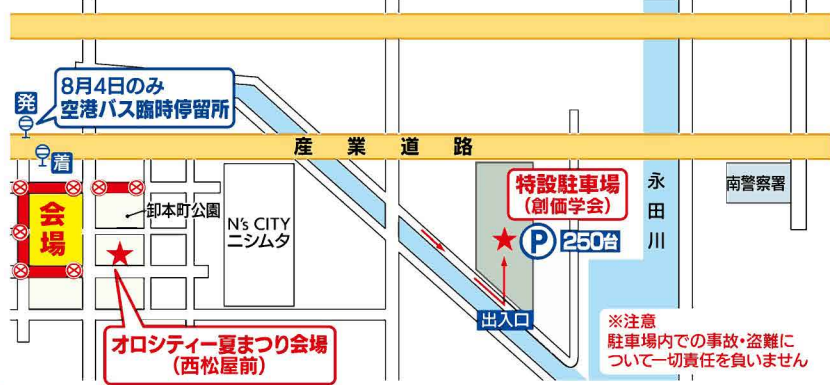 8月4日のみ
空港バス臨時停留所
発
着
産業道路
会場
卸本町公園
N's CITY
ニシムタ
特設駐車場
(創価学会)
P 250台
永田川
南警察署
出入口
オロシティー夏まつり会場
(西松屋前)
※注意
駐車場内での事故・盗難に
ついて一切責任を負いません